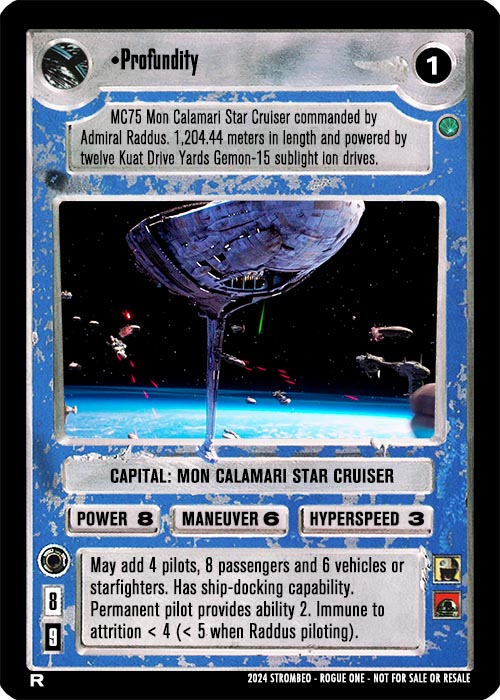 •Profundity
1
MC75 Mon Calamari Star Cruiser commanded by
Admiral Raddus. 1,204.44 meters in length and powered by
twelve Kuat Drive Yards Gemon-15 sublight ion drives.
CAPITAL: MON CALAMARI STAR CRUISER
POWER 8
MANEUVER 6
HYPERSPEED 3
May add 4 pilots, 8 passengers and 6 vehicles or
starfighters. Has ship-docking capability.
Permanent pilot provides ability 2. Immune to
attrition < 4 (< 5 when Raddus piloting).
8
9
R
2024 STROMBEO - ROGUE ONE - NOT FOR SALE OR RESALE